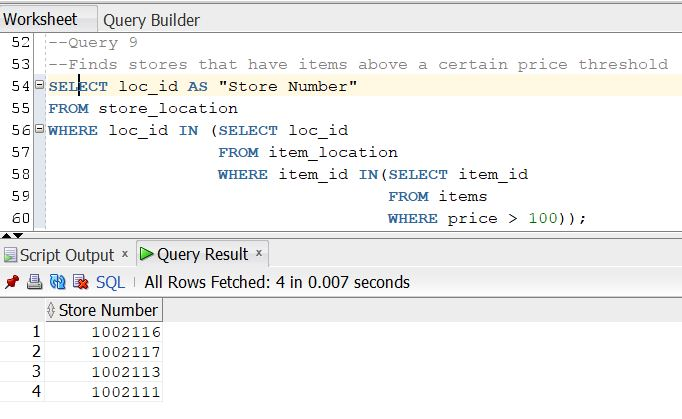 Worksheet Query Builder
52 --Query 9
53 --Finds stores that have items above a certain price threshold
54 SELECT loc_id AS "Store Number"
55 FROM store_location
56 WHERE loc_id IN (SELECT loc_id
57 FROM item_location
58 WHERE item_id IN(SELECT item_id
59 FROM items
60 WHERE price > 100));
Script Output × Query Result ×
SQL All Rows Fetched: 4 in 0.007 seconds
Store Number
1 1002116
2 1002117
3 1002113
4 1002111